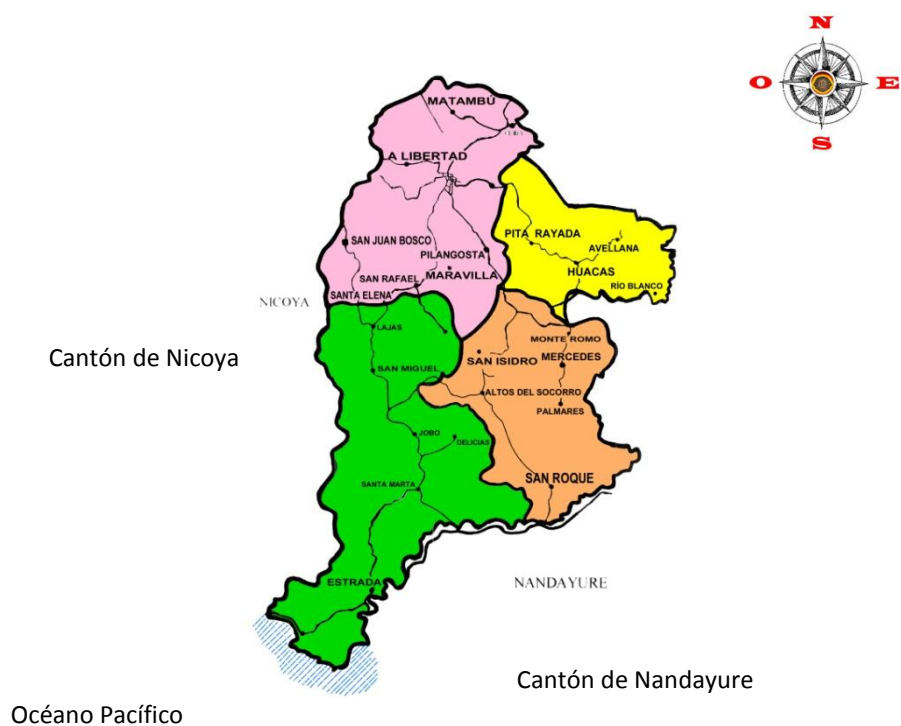 N
O
E
S
MATAMBÚ
A LIBERTAD
PITA RAYADA
AVELLANA
SAN JUAN BOSCO
PILANGOSTA
HUACAS
MARAVILLA
SAN RAFAEL
RÍO BLANCO
SANTA ELENA
NICOYA
LAJAS
MONTE ROMO
Cantón de Nicoya
SAN ISIDRO
MERCEDES
SAN MIGUEL
ALTOS DEL SOCORRO
PALMARES
JOBO
DELICIAS
SAN ROQUE
SANTA MARTA
ESTRADA
NANDAYURE
Cantón de Nandayure
Océano Pacífico